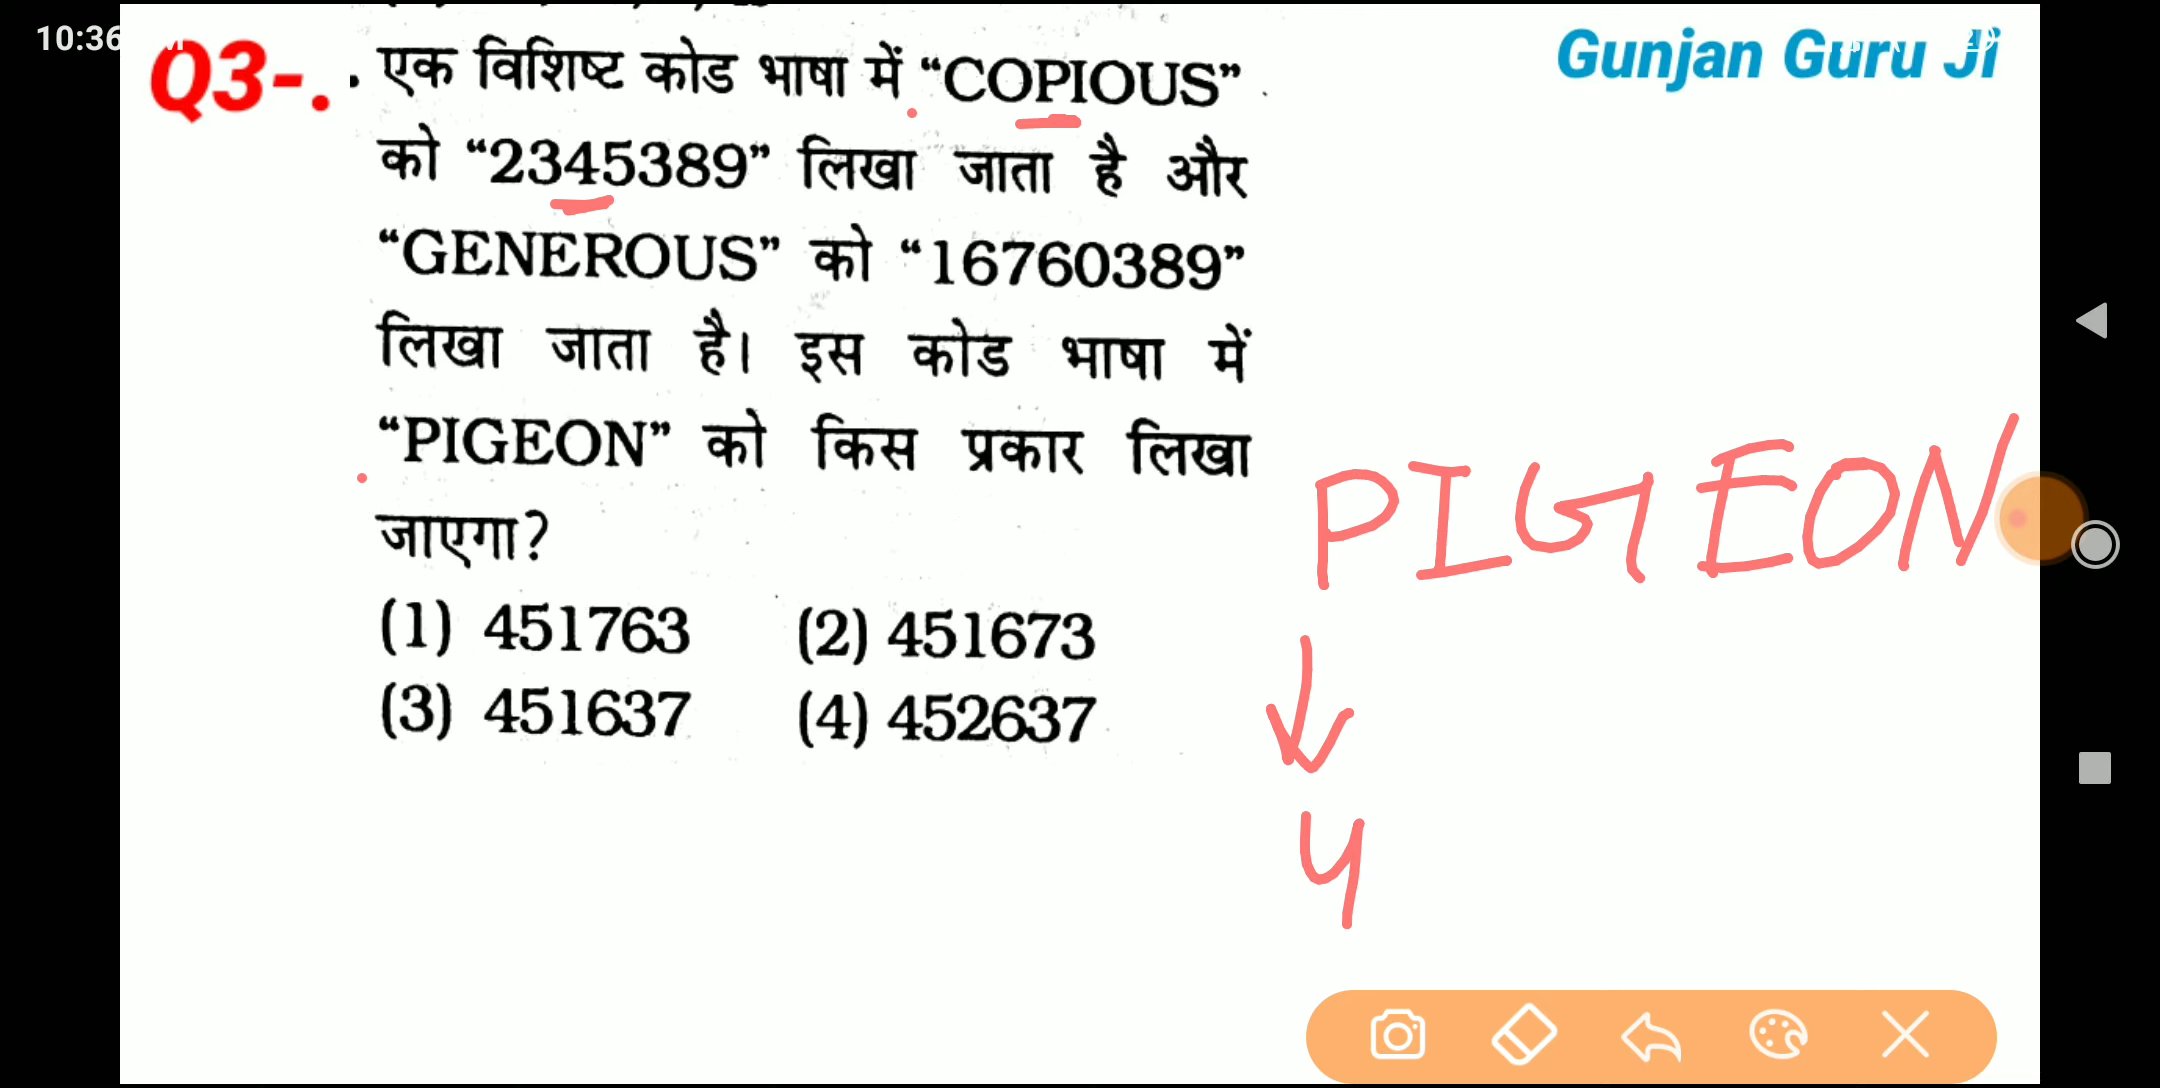 10:36
Q3-.
Gunjan Guru Ji
एक विशिष्ट कोड भाषा में “COPIOUS”
को “2345389” लिखा जाता है और
“GENEROUS” को “16760389”
लिखा जाता है। इस कोड भाषा में
“PIGEON” को किस प्रकार लिखा
जाएगा?
(1) 451763 (2) 451673
(3) 451637 (4) 452637
PIGEON
4